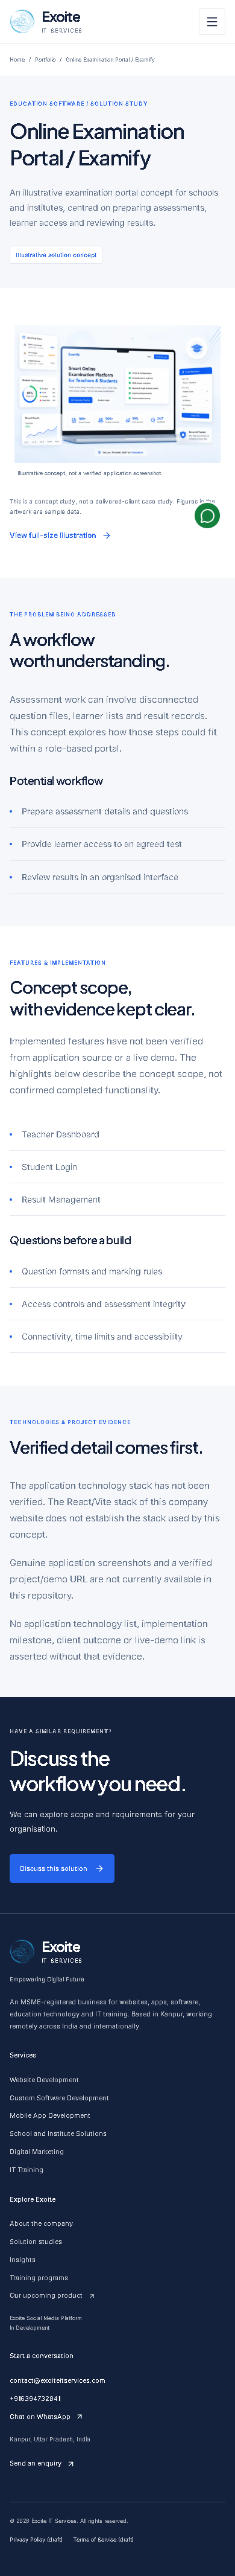 Exoite
IT SERVICES
Home / Portfolio / Online Examination Portal / Examify
EDUCATION SOFTWARE / SOLUTION STUDY
Online Examination
Portal / Examify
An illustrative examination portal concept for schools
and institutes, centred on preparing assessments,
learner access and reviewing results.
Illustrative solution concept
Smart Online
Examination Platform
for Teachers & Students
Illustrative concept, not a verified application screenshot.
This is a concept study, not a delivered-client case study. Figures in the
artwork are sample data.
View full-size illustration
THE PROBLEM BEING ADDRESSED
A workflow
worth understanding.
Assessment work can involve disconnected
question files, learner lists and result records.
This concept explores how those steps could fit
within a role-based portal.
Potential workflow
Prepare assessment details and questions
Provide learner access to an agreed test
Review results in an organised interface
FEATURES & IMPLEMENTATION
Concept scope,
with evidence kept clear.
Implemented features have not been verified
from application source or a live demo. The
highlights below describe the concept scope, not
confirmed completed functionality.
Teacher Dashboard
Student Login
Result Management
Questions before a build
Question formats and marking rules
Access controls and assessment integrity
Connectivity, time limits and accessibility
TECHNOLOGIES & PROJECT EVIDENCE
Verified detail comes first.
The application technology stack has not been
verified. The React/Vite stack of this company
website does not establish the stack used by this
concept.
Genuine application screenshots and a verified
project/demo URL are not currently available in
this repository.
No application technology list, implementation
milestone, client outcome or live-demo link is
asserted without that evidence.
HAVE A SIMILAR REQUIREMENT?
Discuss the
workflow you need.
We can explore scope and requirements for your
organisation.
Discuss this solution
Exoite
IT SERVICES
Empowering Digital Future
An MSME-registered business for websites, apps, software,
education technology and IT training. Based in Kanpur, working
remotely across India and internationally.
Services
Website Development
Custom Software Development
Mobile App Development
School and Institute Solutions
Digital Marketing
IT Training
Explore Exoite
About the company
Solution studies
Insights
Training programs
Our upcoming product
Exoite Social Media Platform
In Development
Start a conversation
contact@exoiteitservices.com
+916394732841
Chat on WhatsApp
Kanpur, Uttar Pradesh, India
Send an enquiry
© 2026 Exoite IT Services. All rights reserved.
Privacy Policy (draft) Terms of Service (draft)